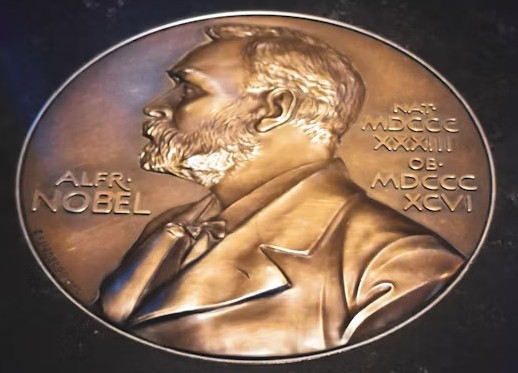 ALFR·
NOBEL
NAT·
MDCCC
XXXIII
OB·
MDCCC
XCVI